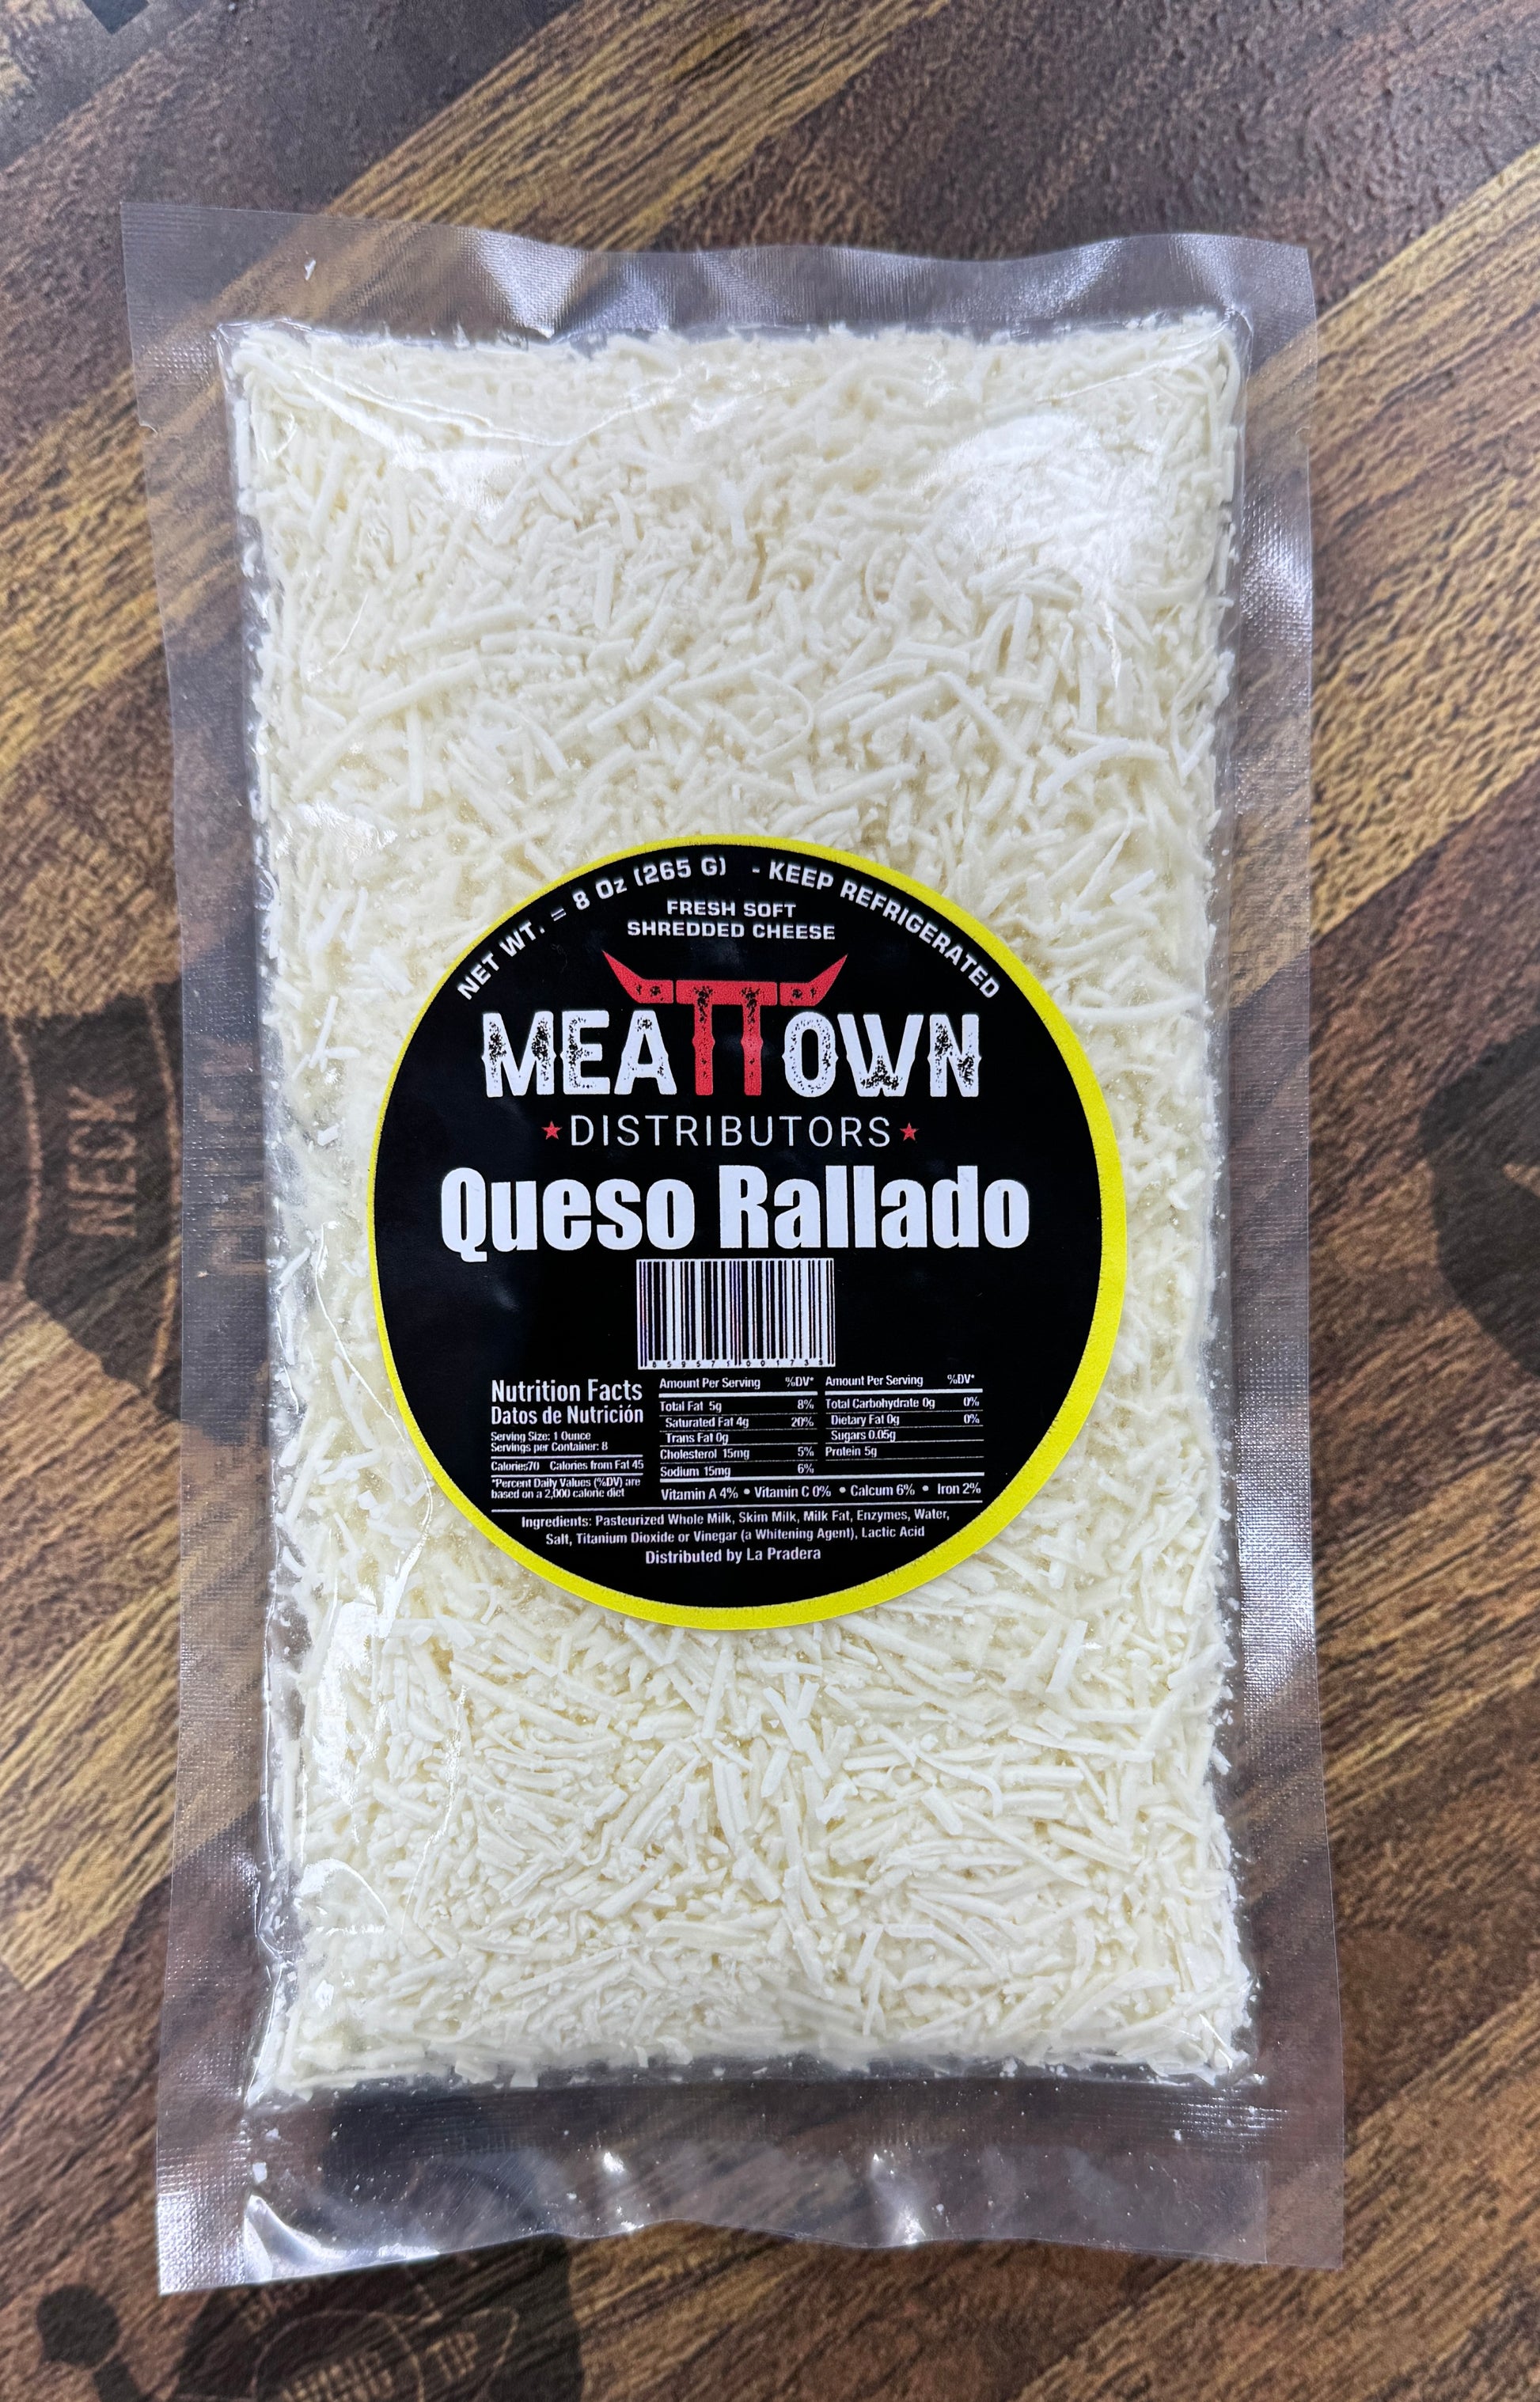 NET WT. = 8 Oz (265 G) - KEEP REFRIGERATED
FRESH SOFT
SHREDDED CHEESE
MEATTOWN
★DISTRIBUTORS★
Queso Rallado
Nutrition Facts
Datos de Nutrición
Serving Size: 1 Ounce
Servings per Container: 8
Calories70 Calories from Fat 45
*Percent Daily Values (%DV) are
based on a 2,000 calorie diet
Amount Per Serving %DV*
Total Fat 5g 8%
Saturated Fat 4g 20%
Trans Fat 0g
Cholesterol 15mg 5%
Sodium 15mg 6%
Amount Per Serving %DV*
Total Carbohydrate 0g 0%
Dietary Fat 0g 0%
Sugars 0.05g
Protein 5g
Vitamin A 4% • Vitamin C 0% • Calcum 6% • Iron 2%
Ingredients: Pasteurized Whole Milk, Skim Milk, Milk Fat, Enzymes, Water,
Salt, Titanium Dioxide or Vinegar (a Whitening Agent), Lactic Acid
Distributed by La Pradera
NECK